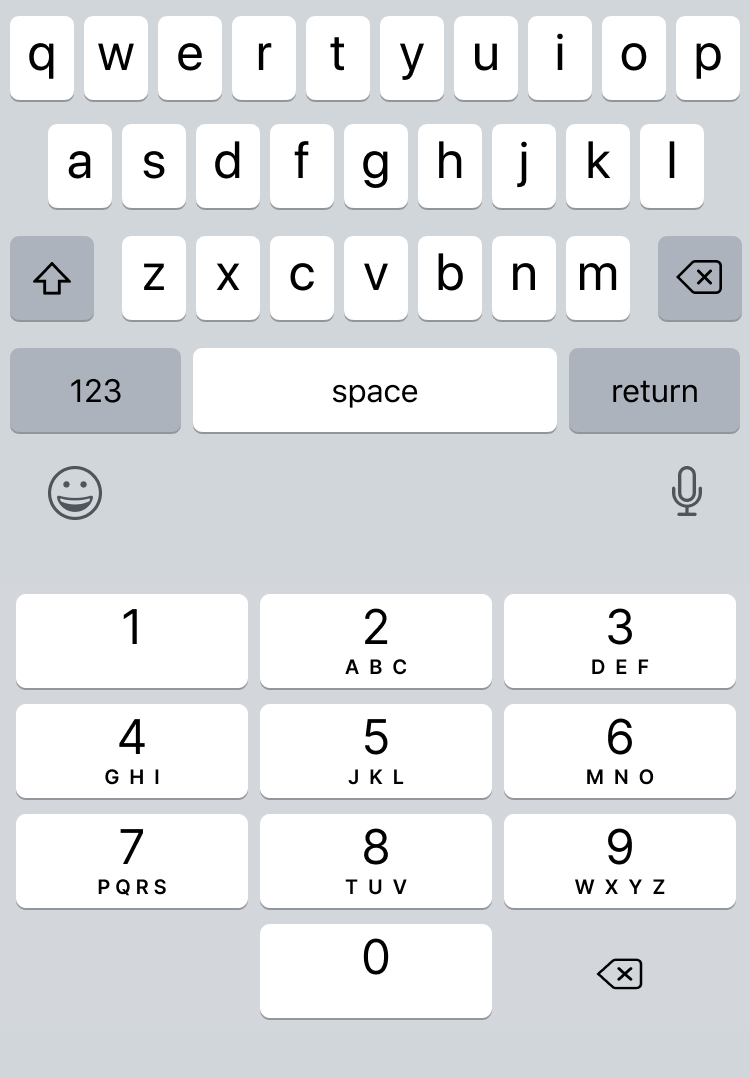 q w e r t y u i o p
a s d f g h j k l
z x c v b n m
123 space return
1 2 3
ABC DEF
4 5 6
GHI JKL MNO
7 8 9
PQRS TUV WXYZ
0